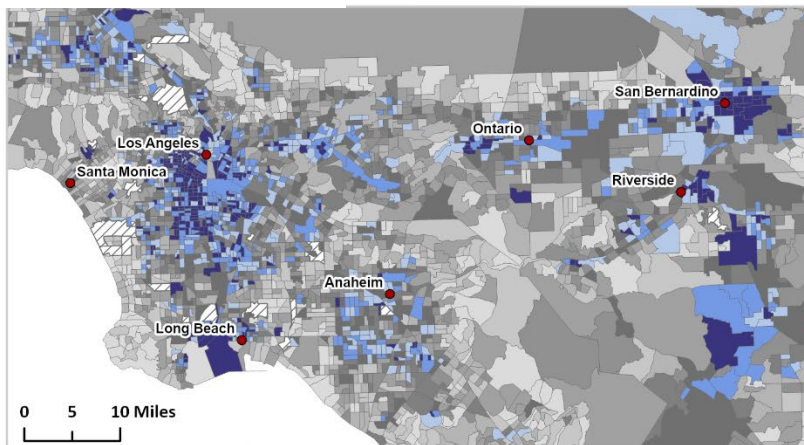 San Bernardino
Ontario
Los Angeles
Santa Monica
Riverside
Anaheim
Long Beach
0 5 10 Miles